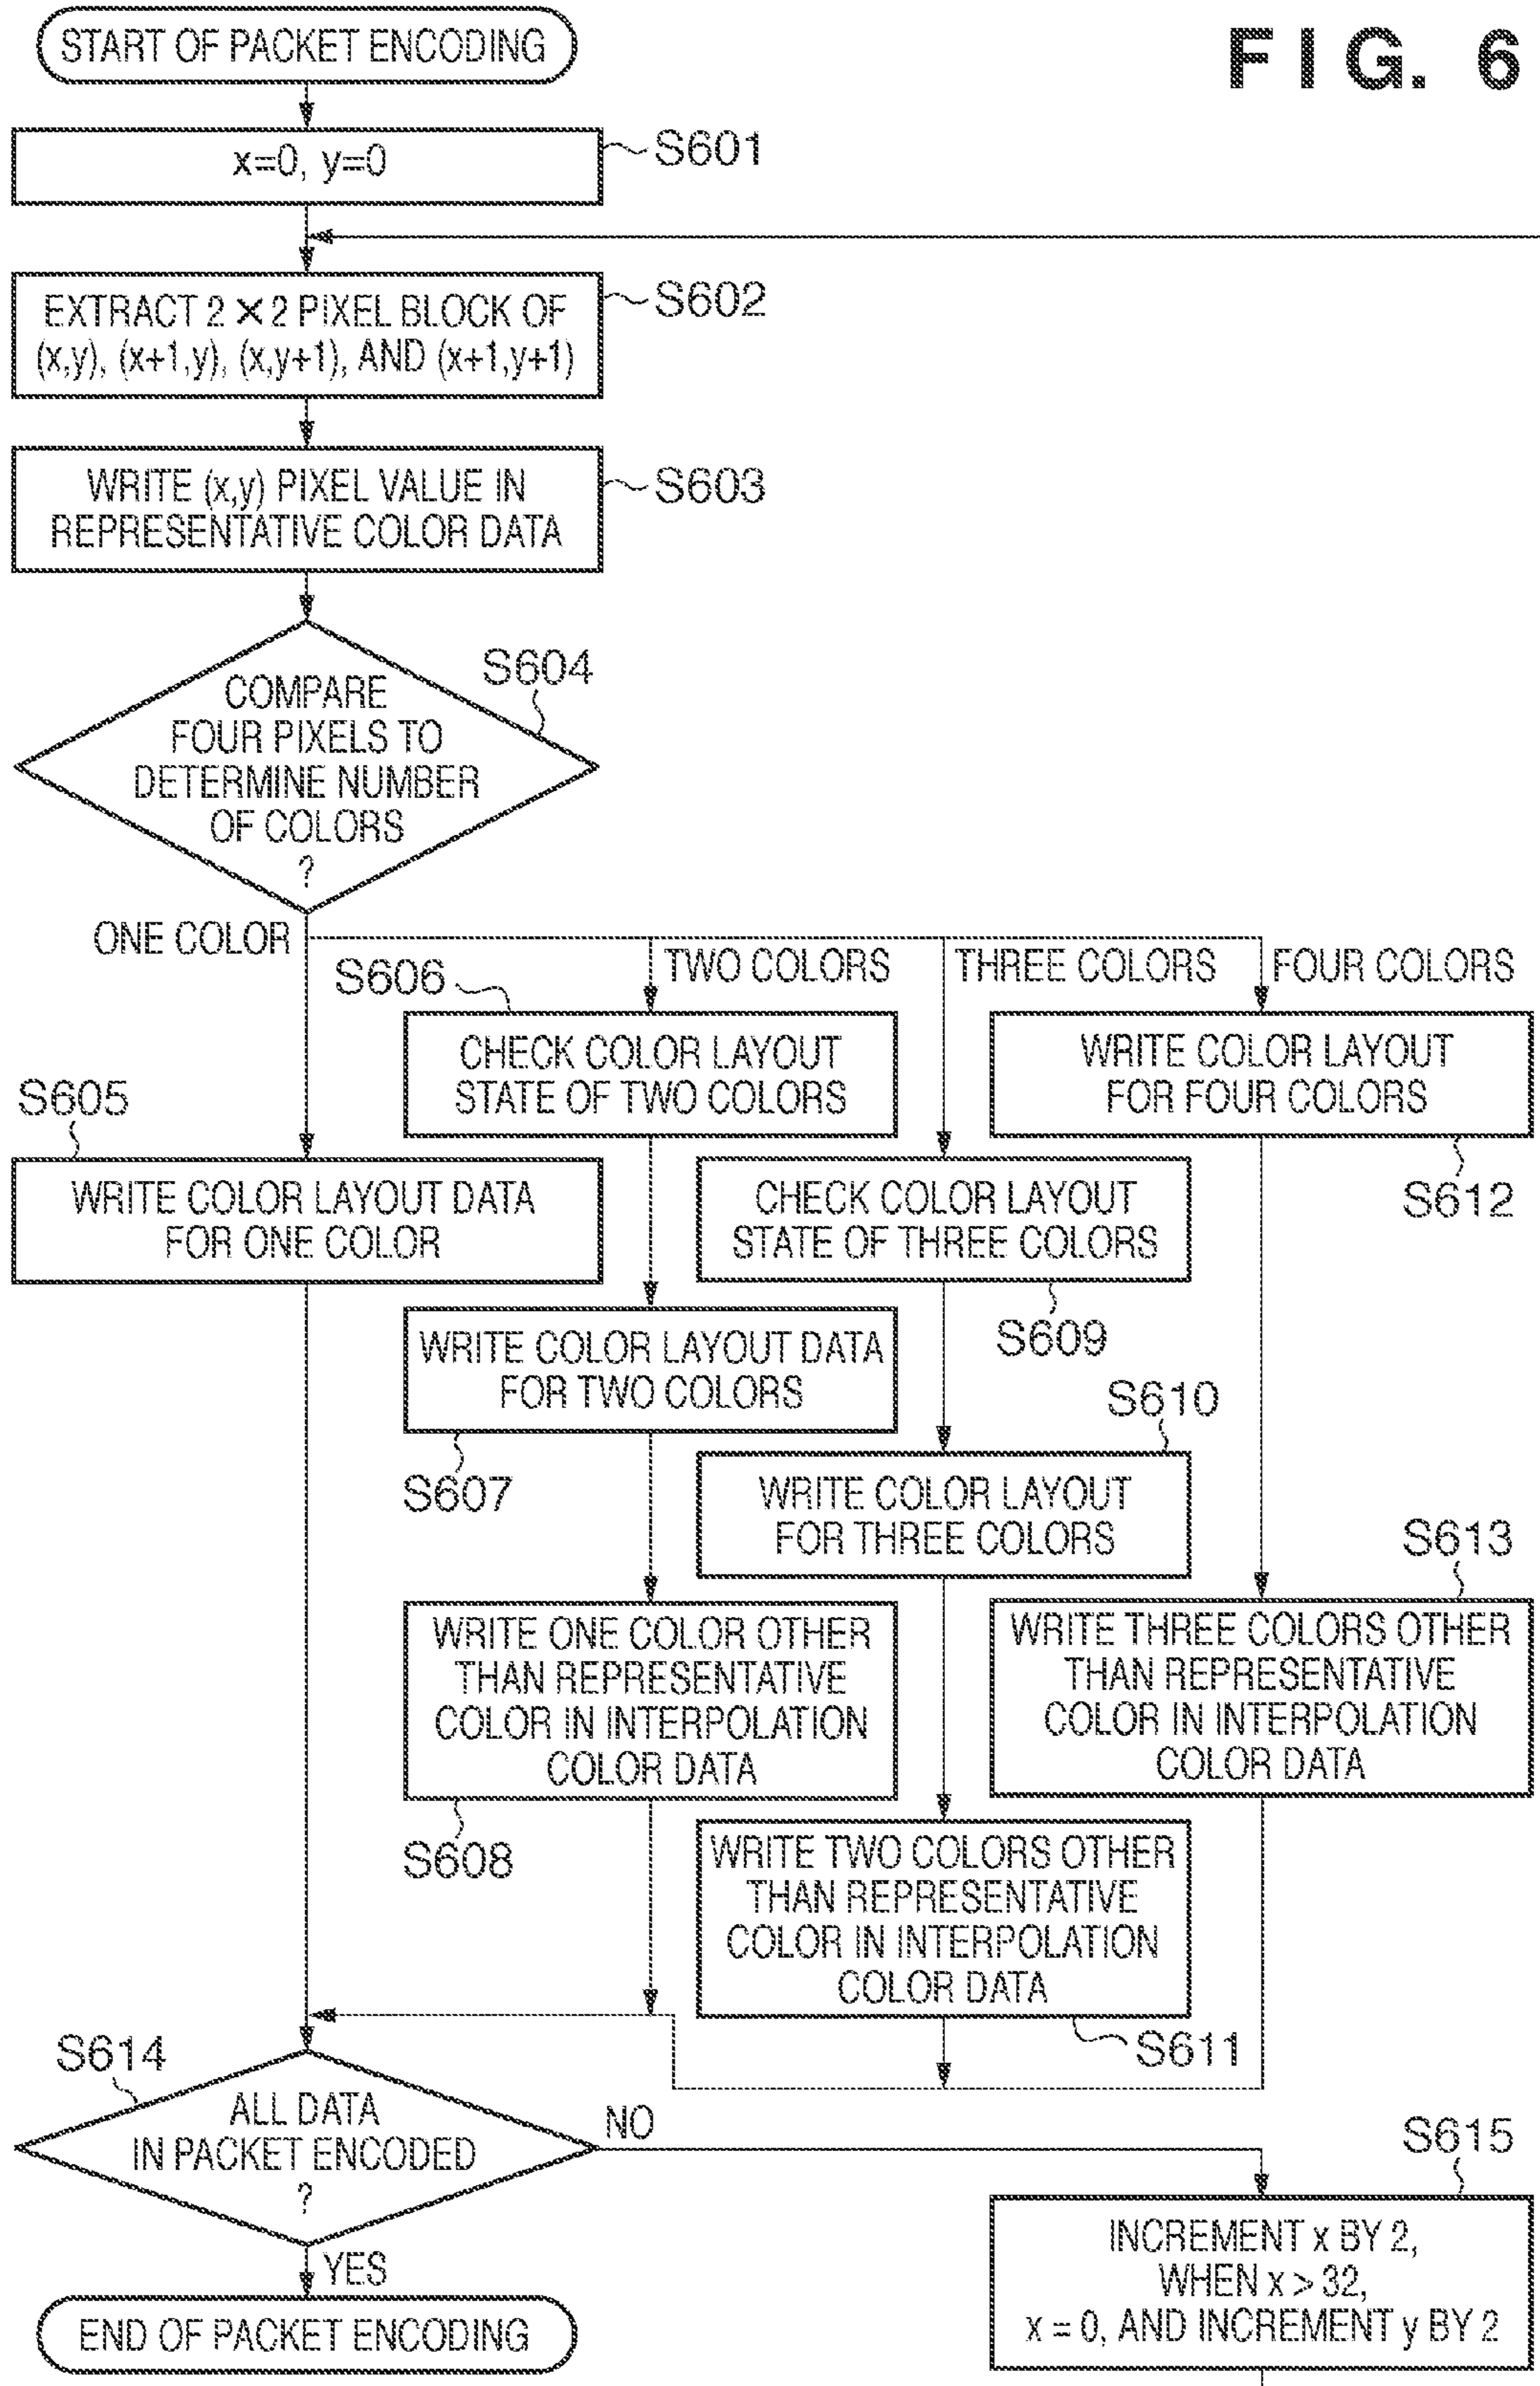 FIG. 6
START OF PACKET ENCODING
x=0, y=0
S601
EXTRACT 2 × 2 PIXEL BLOCK OF
(x,y), (x+1,y), (x,y+1), AND (x+1,y+1)
S602
WRITE (x,y) PIXEL VALUE IN
REPRESENTATIVE COLOR DATA
S603
S604
COMPARE
FOUR PIXELS TO
DETERMINE NUMBER
OF COLORS
?
ONE COLOR
TWO COLORS
THREE COLORS
FOUR COLORS
S605
WRITE COLOR LAYOUT DATA
FOR ONE COLOR
S606
CHECK COLOR LAYOUT
STATE OF TWO COLORS
WRITE COLOR LAYOUT DATA
FOR TWO COLORS
S607
WRITE ONE COLOR OTHER
THAN REPRESENTATIVE
COLOR IN INTERPOLATION
COLOR DATA
S608
CHECK COLOR LAYOUT
STATE OF THREE COLORS
S609
S610
WRITE COLOR LAYOUT
FOR THREE COLORS
WRITE TWO COLORS OTHER
THAN REPRESENTATIVE
COLOR IN INTERPOLATION
COLOR DATA
S611
WRITE COLOR LAYOUT
FOR FOUR COLORS
S612
S613
WRITE THREE COLORS OTHER
THAN REPRESENTATIVE
COLOR IN INTERPOLATION
COLOR DATA
S614
ALL DATA
IN PACKET ENCODED
?
NO
YES
S615
INCREMENT x BY 2,
WHEN x > 32,
x = 0, AND INCREMENT y BY 2
END OF PACKET ENCODING